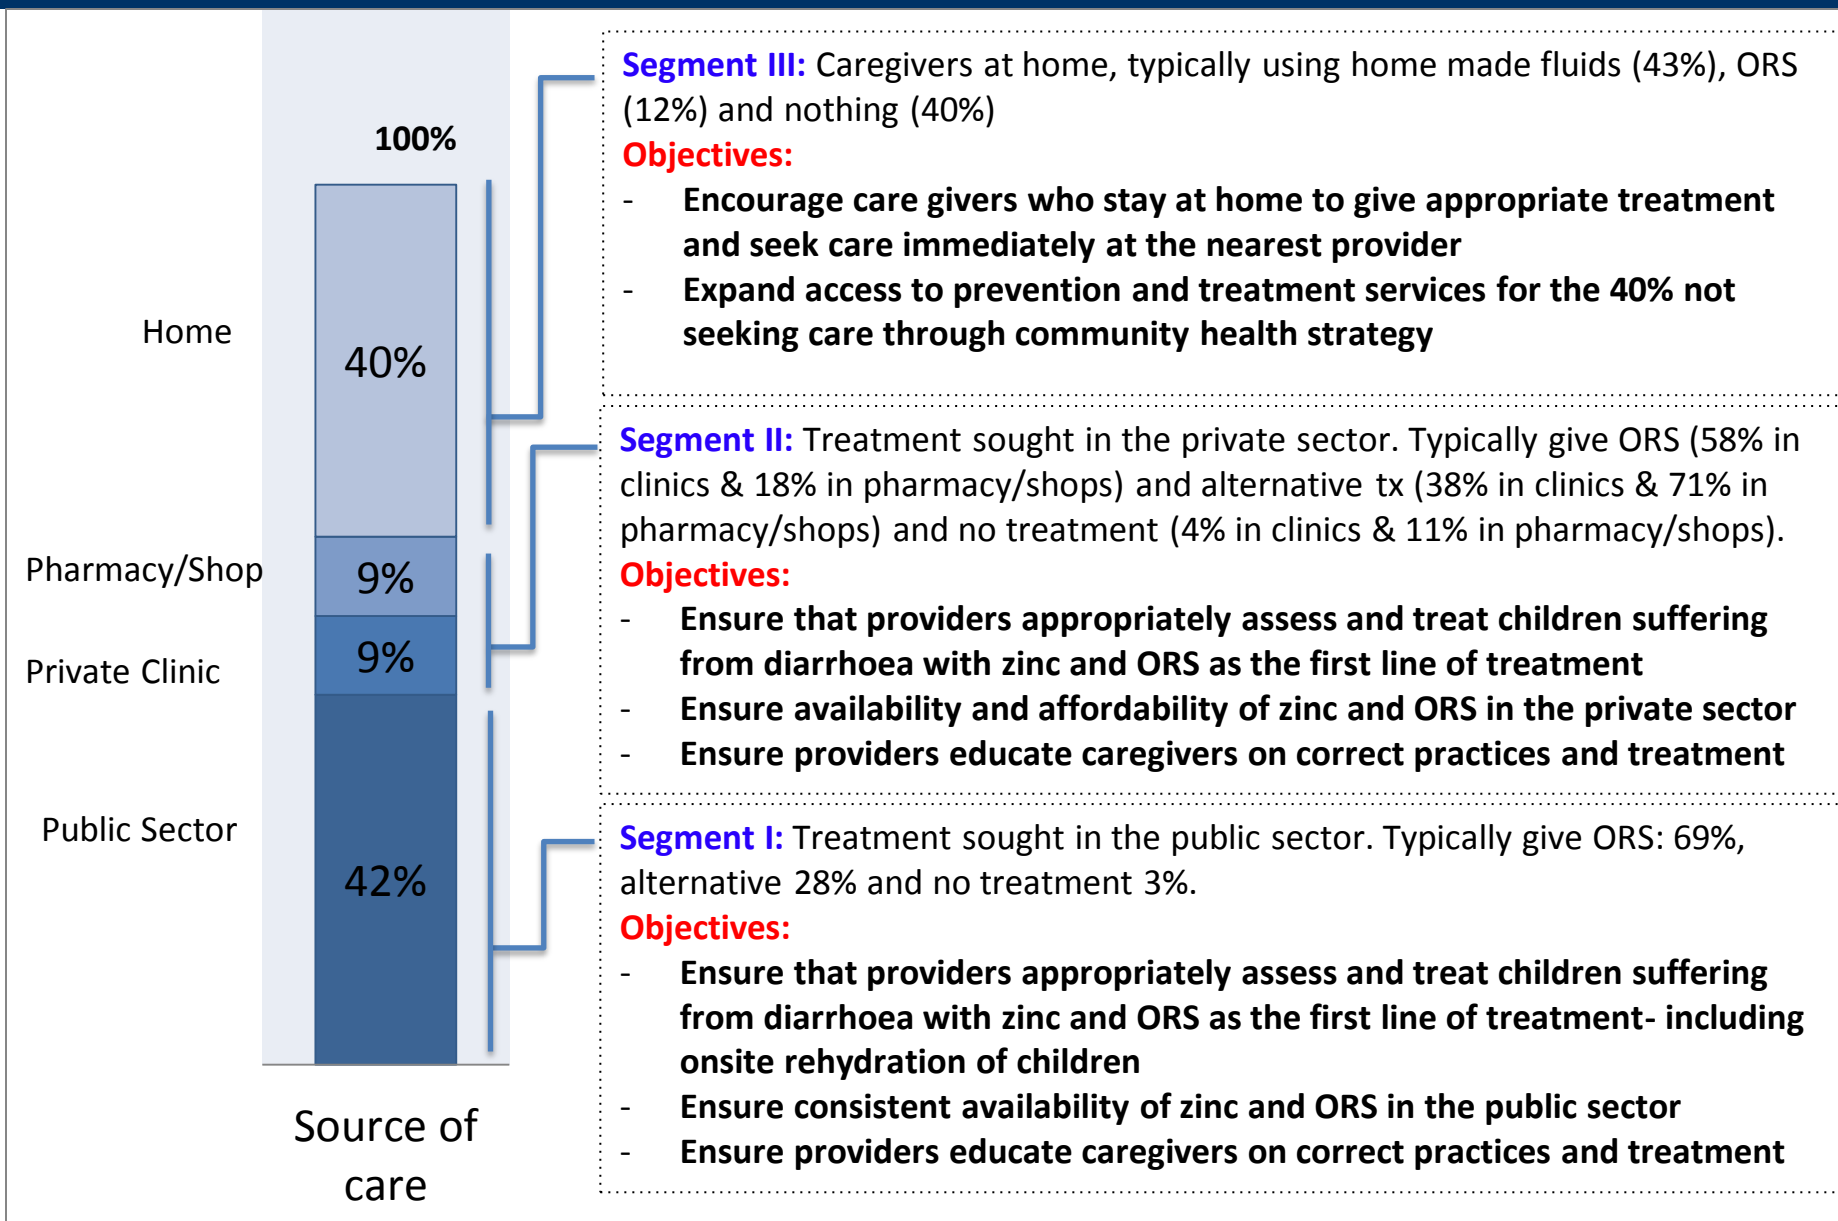 100%
Home
40%
Pharmacy/Shop
9%
Private Clinic
9%
Public Sector
42%
Source of
care
Segment III: Caregivers at home, typically using home made fluids (43%), ORS
(12%) and nothing (40%)
Objectives:
- Encourage care givers who stay at home to give appropriate treatment
and seek care immediately at the nearest provider
- Expand access to prevention and treatment services for the 40% not
seeking care through community health strategy
Segment II: Treatment sought in the private sector. Typically give ORS (58% in
clinics & 18% in pharmacy/shops) and alternative tx (38% in clinics & 71% in
pharmacy/shops) and no treatment (4% in clinics & 11% in pharmacy/shops).
Objectives:
- Ensure that providers appropriately assess and treat children suffering
from diarrhoea with zinc and ORS as the first line of treatment
- Ensure availability and affordability of zinc and ORS in the private sector
- Ensure providers educate caregivers on correct practices and treatment
Segment I: Treatment sought in the public sector. Typically give ORS: 69%,
alternative 28% and no treatment 3%.
Objectives:
- Ensure that providers appropriately assess and treat children suffering
from diarrhoea with zinc and ORS as the first line of treatment- including
onsite rehydration of children
- Ensure consistent availability of zinc and ORS in the public sector
- Ensure providers educate caregivers on correct practices and treatment